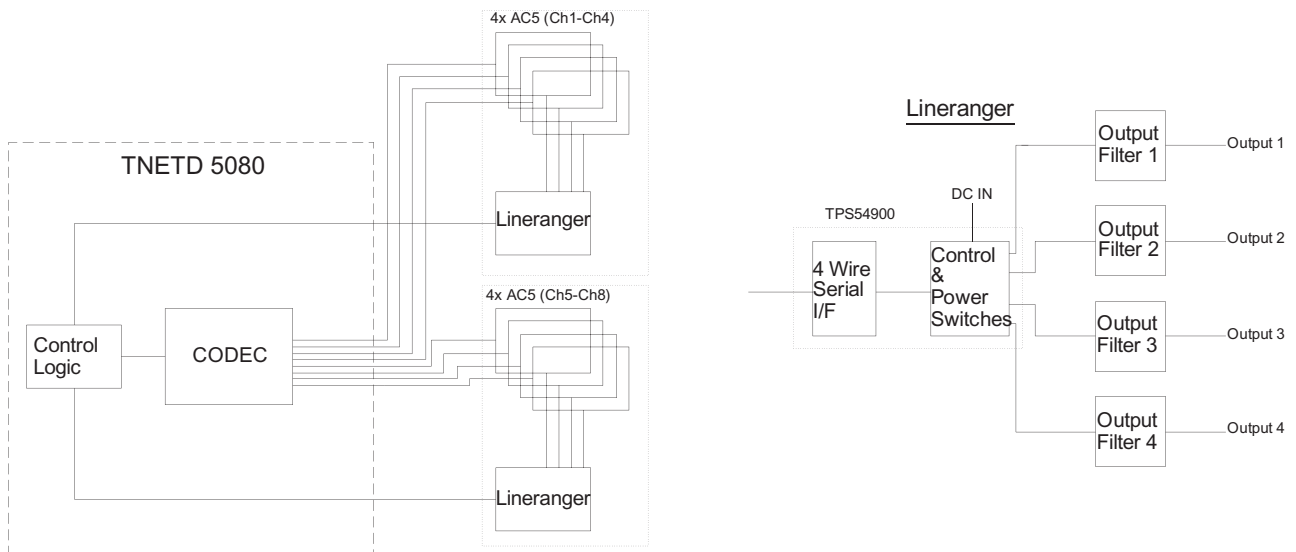 4x AC5 (Ch1-Ch4)
TNETD 5080
Lineranger
4x AC5 (Ch5-Ch8)
Control
Logic
CODEC
Lineranger
Lineranger
DC IN
TPS54900
4 Wire
Serial
I/F
Control
&
Power
Switches
Output
Filter 1
Output 1
Output
Filter 2
Output 2
Output
Filter 3
Output 3
Output
Filter 4
Output 4